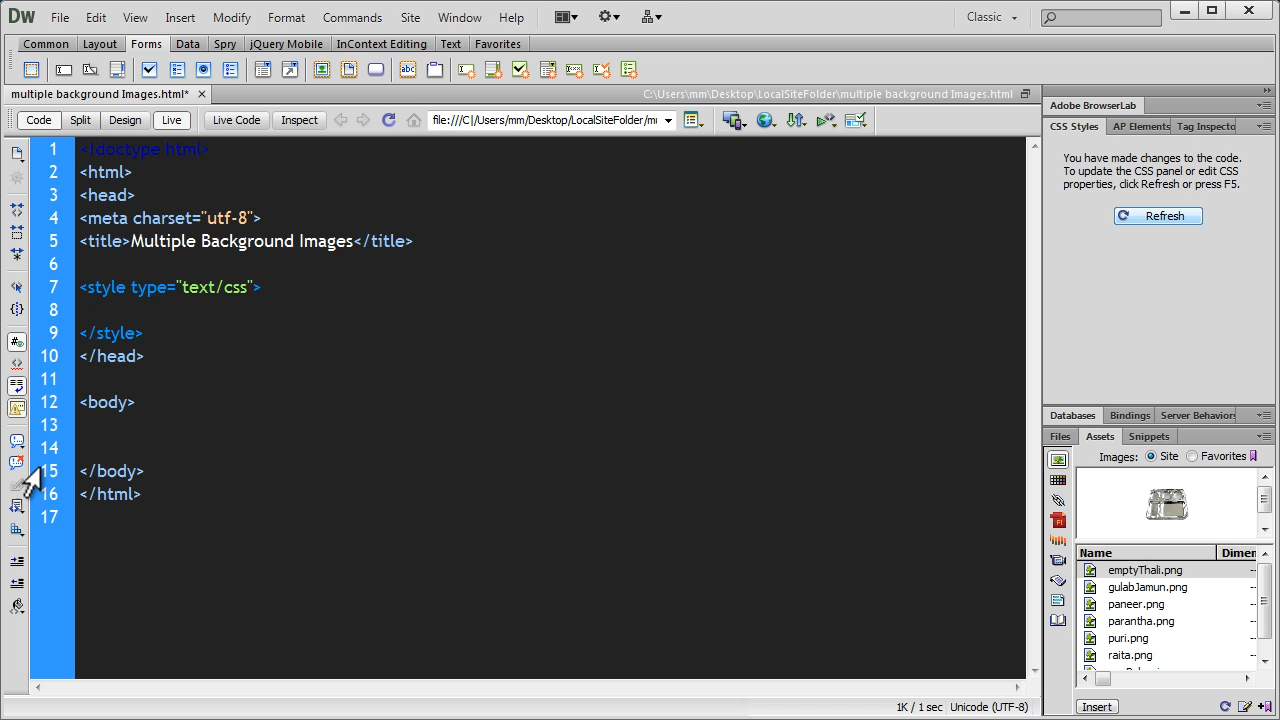 Dw File Edit View Insert Modify Format Commands Site Window Help Classic
Common Layout Forms Data Spry jQuery Mobile InContext Editing Text Favorites
multiple background Images.html* C:\Users\mm\Desktop\LocalSiteFolder\multiple background Images.html
Code Split Design Live Live Code Inspect file:///C|/Users/mm/Desktop/LocalSiteFolder/mu
1 <!doctype html>
2 <html>
3 <head>
4 <meta charset="utf-8">
5 <title>Multiple Background Images</title>
6
7 <style type="text/css">
8
9 </style>
10 </head>
11
12 <body>
13
14
15 </body>
16 </html>
17
1K / 1 sec Unicode (UTF-8)
Adobe BrowserLab
CSS Styles AP Elements Tag Inspecto
You have made changes to the code.
To update the CSS panel or edit CSS
properties, click Refresh or press F5.
Refresh
Databases Bindings Server Behaviors
Files Assets Snippets
Images: Site Favorites
Name Dimen
emptyThali.png
gulabJamun.png
paneer.png
parantha.png
puri.png
raita.png
Insert